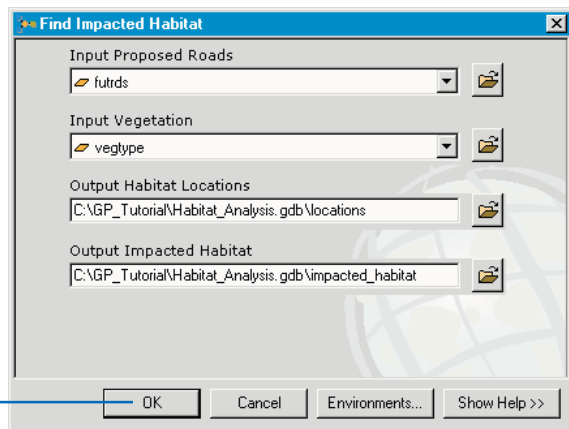 Find Impacted Habitat
Input Proposed Roads
futrds
Input Vegetation
vegtype
Output Habitat Locations
C:\GP_Tutorial\Habitat_Analysis.gdb\locations
Output Impacted Habitat
C:\GP_Tutorial\Habitat_Analysis.gdb\impacted_habitat
OK Cancel Environments... Show Help >>